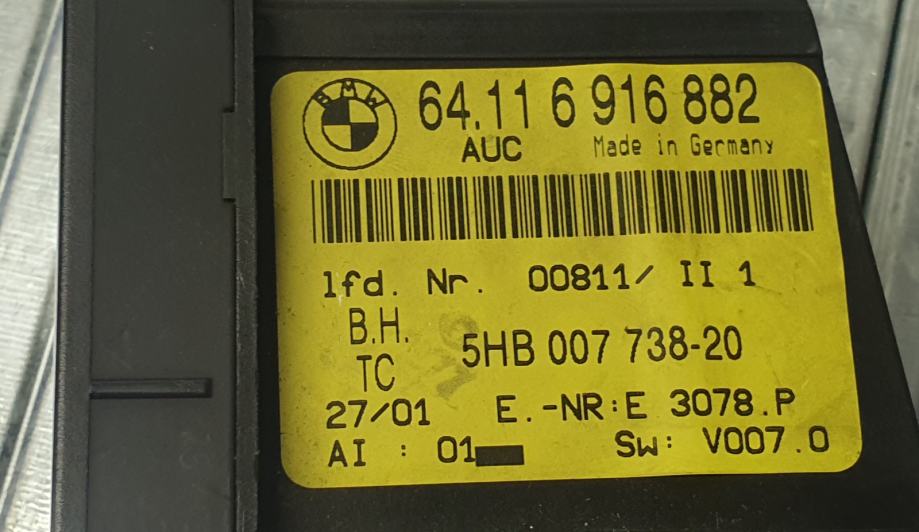 BMW
64.11 6 916 882
AUC Made in Germany
lfd. Nr. 00811/ II 1
B.H.
TC
5HB 007 738-20
27/01 E.-NR:E 3078.P
AI : 01 Sw: V007.0